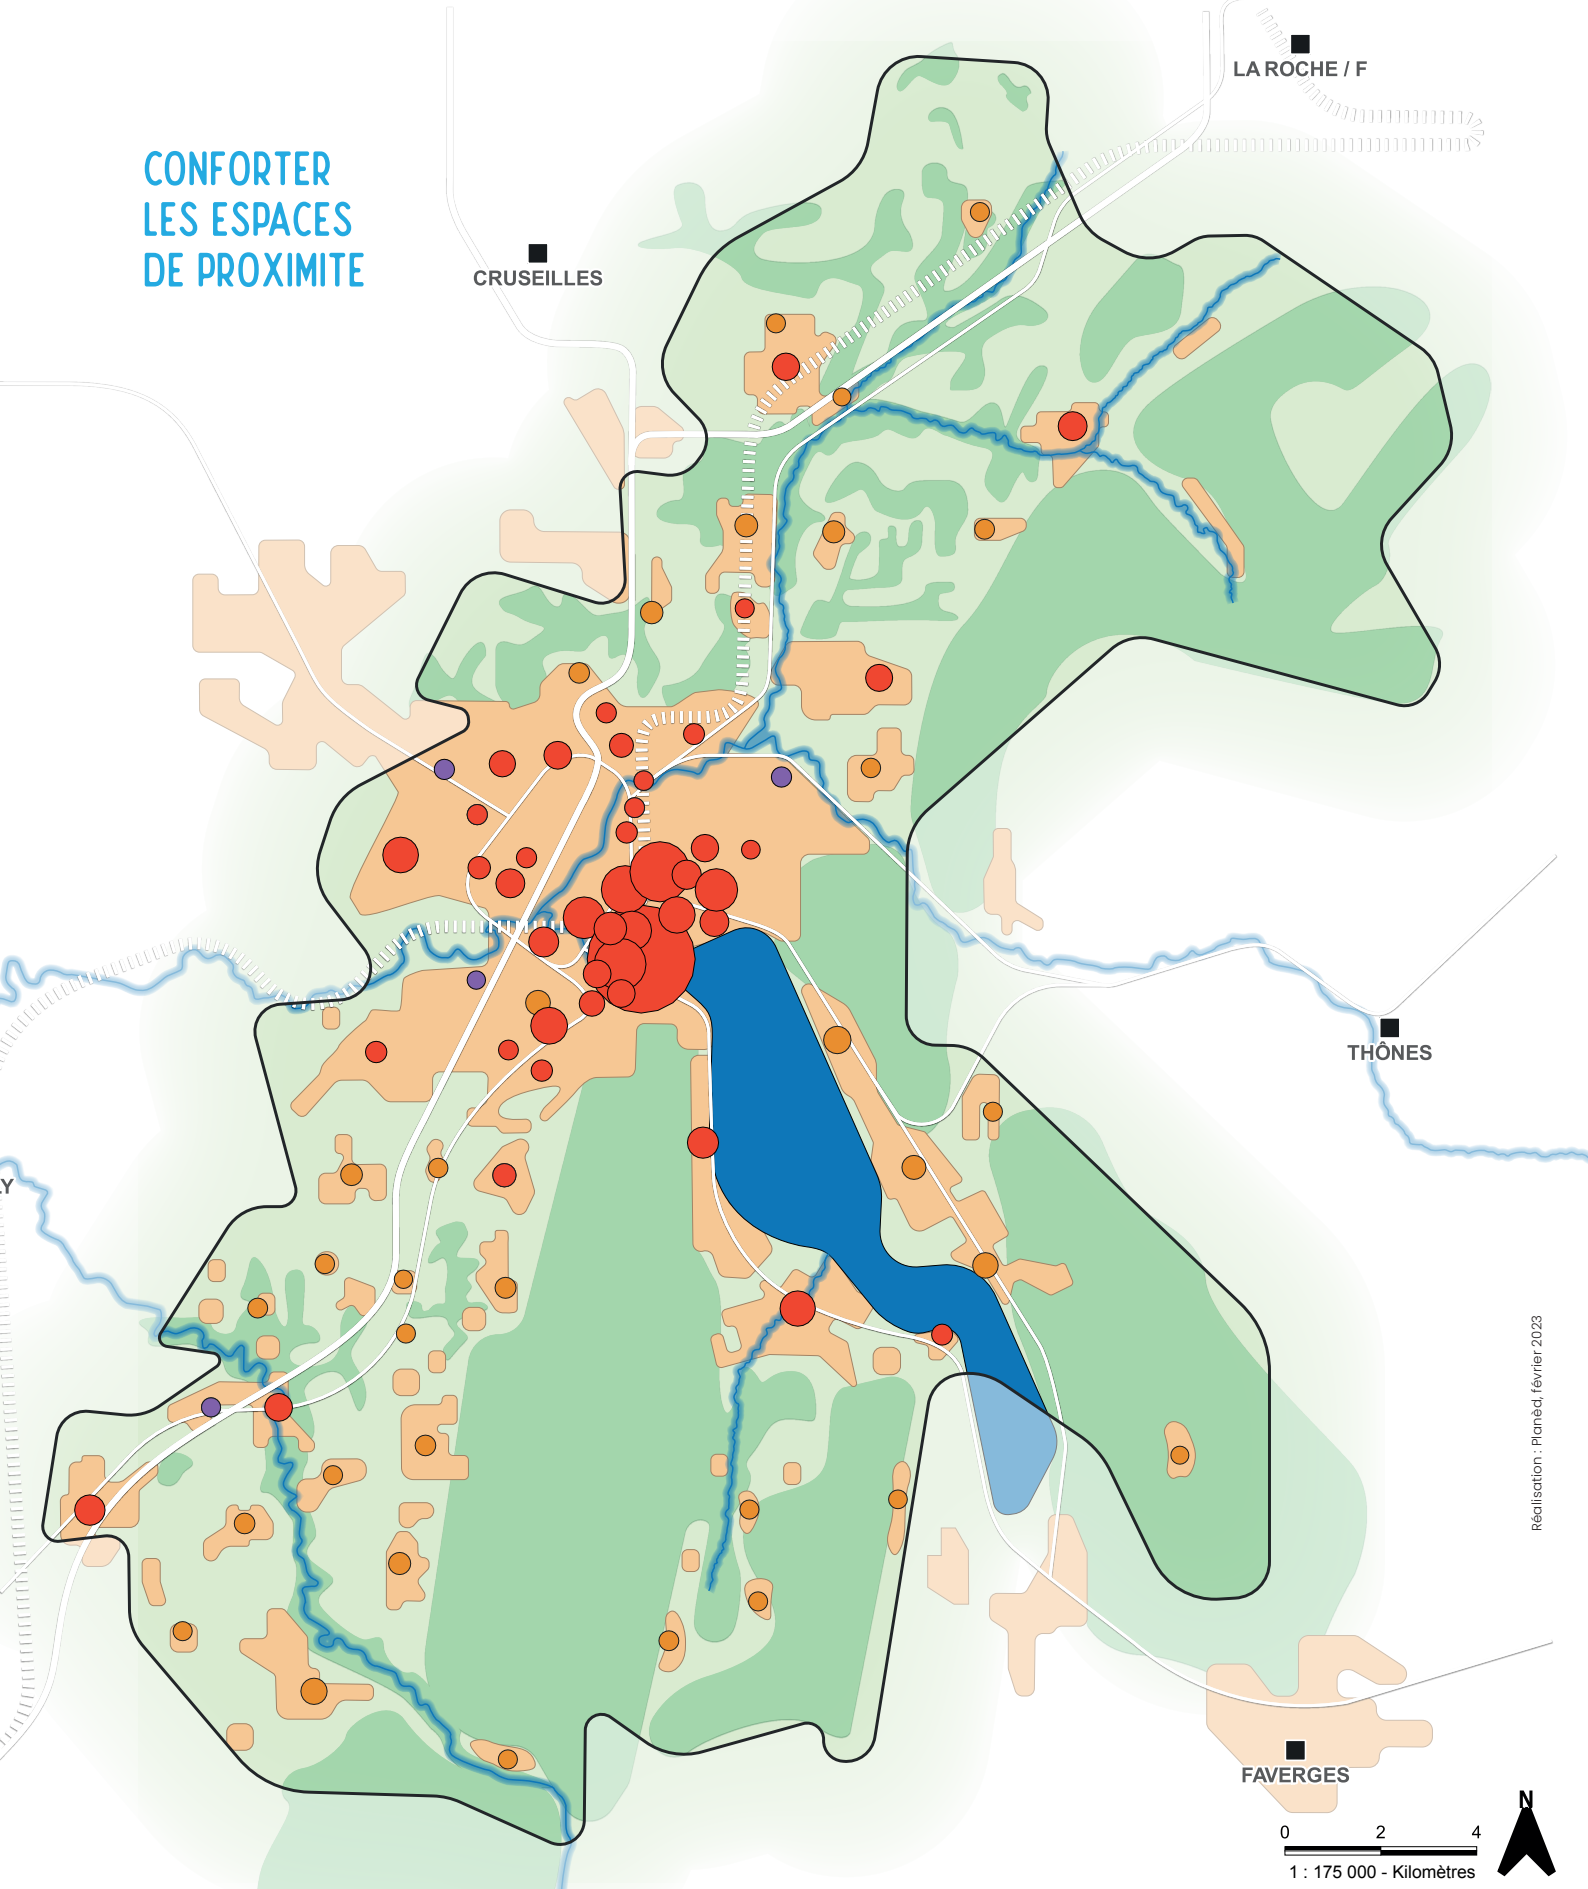 LA ROCHE / F
CONFORTER
LES ESPACES
DE PROXIMITE
CRUSEILLES
THÔNES
LY
Réalisation : Planèd, février 2023
FAVERGES
N
0 2 4
1 : 175 000 - Kilomètres